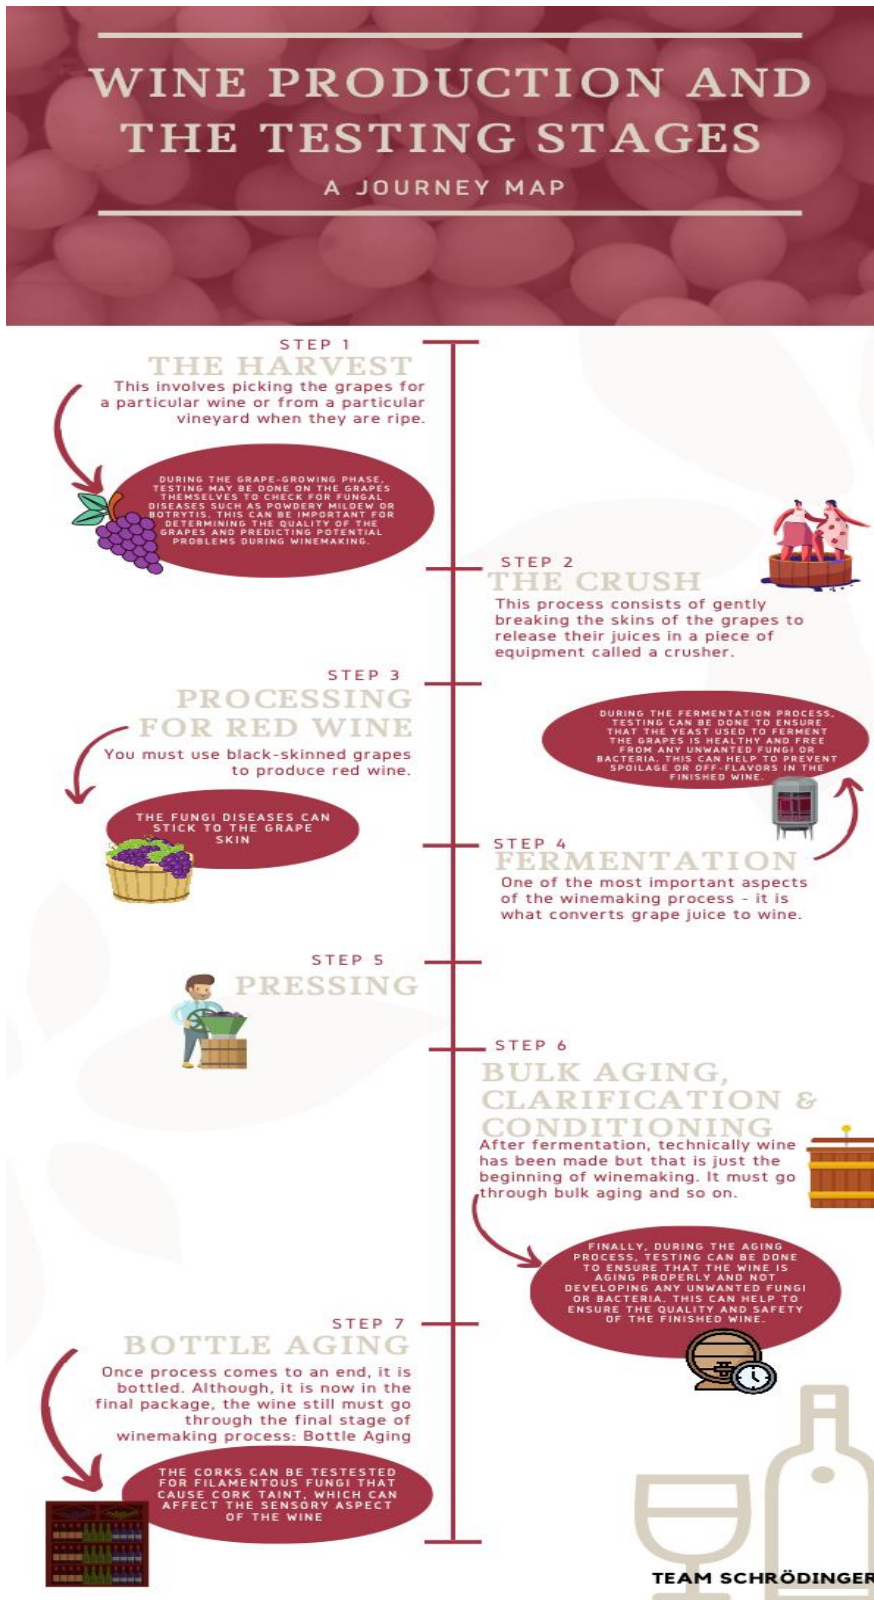 WINE PRODUCTION AND
THE TESTING STAGES
A JOURNEY MAP
STEP 1
THE HARVEST
This involves picking the grapes for
a particular wine or from a particular
vineyard when they are ripe.
DURING THE GRAPE-GROWING PHASE,
TESTING MAY BE DONE ON THE GRAPES
THEMSELVES TO CHECK FOR FUNGAL
DISEASES SUCH AS POWDERY MILDEW OR
BOTRYTIS. THIS CAN BE IMPORTANT FOR
DETERMINING THE QUALITY OF THE
GRAPES AND PREDICTING POTENTIAL
PROBLEMS DURING WINEMAKING.
STEP 2
THE CRUSH
This process consists of gently
breaking the skins of the grapes to
release their juices in a piece of
equipment called a crusher.
STEP 3
PROCESSING
FOR RED WINE
You must use black-skinned grapes
to produce red wine.
THE FUNGI DISEASES CAN
STICK TO THE GRAPE
SKIN
DURING THE FERMENTATION PROCESS,
TESTING CAN BE DONE TO ENSURE
THAT THE YEAST USED TO FERMENT
THE GRAPES IS HEALTHY AND FREE
FROM ANY UNWANTED FUNGI OR
BACTERIA. THIS CAN HELP TO PREVENT
SPOILAGE OR OFF-FLAVORS IN THE
FINISHED WINE.
STEP 4
FERMENTATION
One of the most important aspects
of the winemaking process - it is
what converts grape juice to wine.
STEP 5
PRESSING
STEP 6
BULK AGING,
CLARIFICATION &
CONDITIONING
After fermentation, technically wine
has been made but that is just the
beginning of winemaking. It must go
through bulk aging and so on.
FINALLY, DURING THE AGING
PROCESS, TESTING CAN BE DONE
TO ENSURE THAT THE WINE IS
AGING PROPERLY AND NOT
DEVELOPING ANY UNWANTED FUNGI
OR BACTERIA. THIS CAN HELP TO
ENSURE THE QUALITY AND SAFETY
OF THE FINISHED WINE.
STEP 7
BOTTLE AGING
Once process comes to an end, it is
bottled. Although, it is now in the
final package, the wine still must go
through the final stage of
winemaking process: Bottle Aging
THE CORKS CAN BE TESTESTED
FOR FILAMENTOUS FUNGI THAT
CAUSE CORK TAINT, WHICH CAN
AFFECT THE SENSORY ASPECT
OF THE WINE
TEAM SCHRÖDINGER